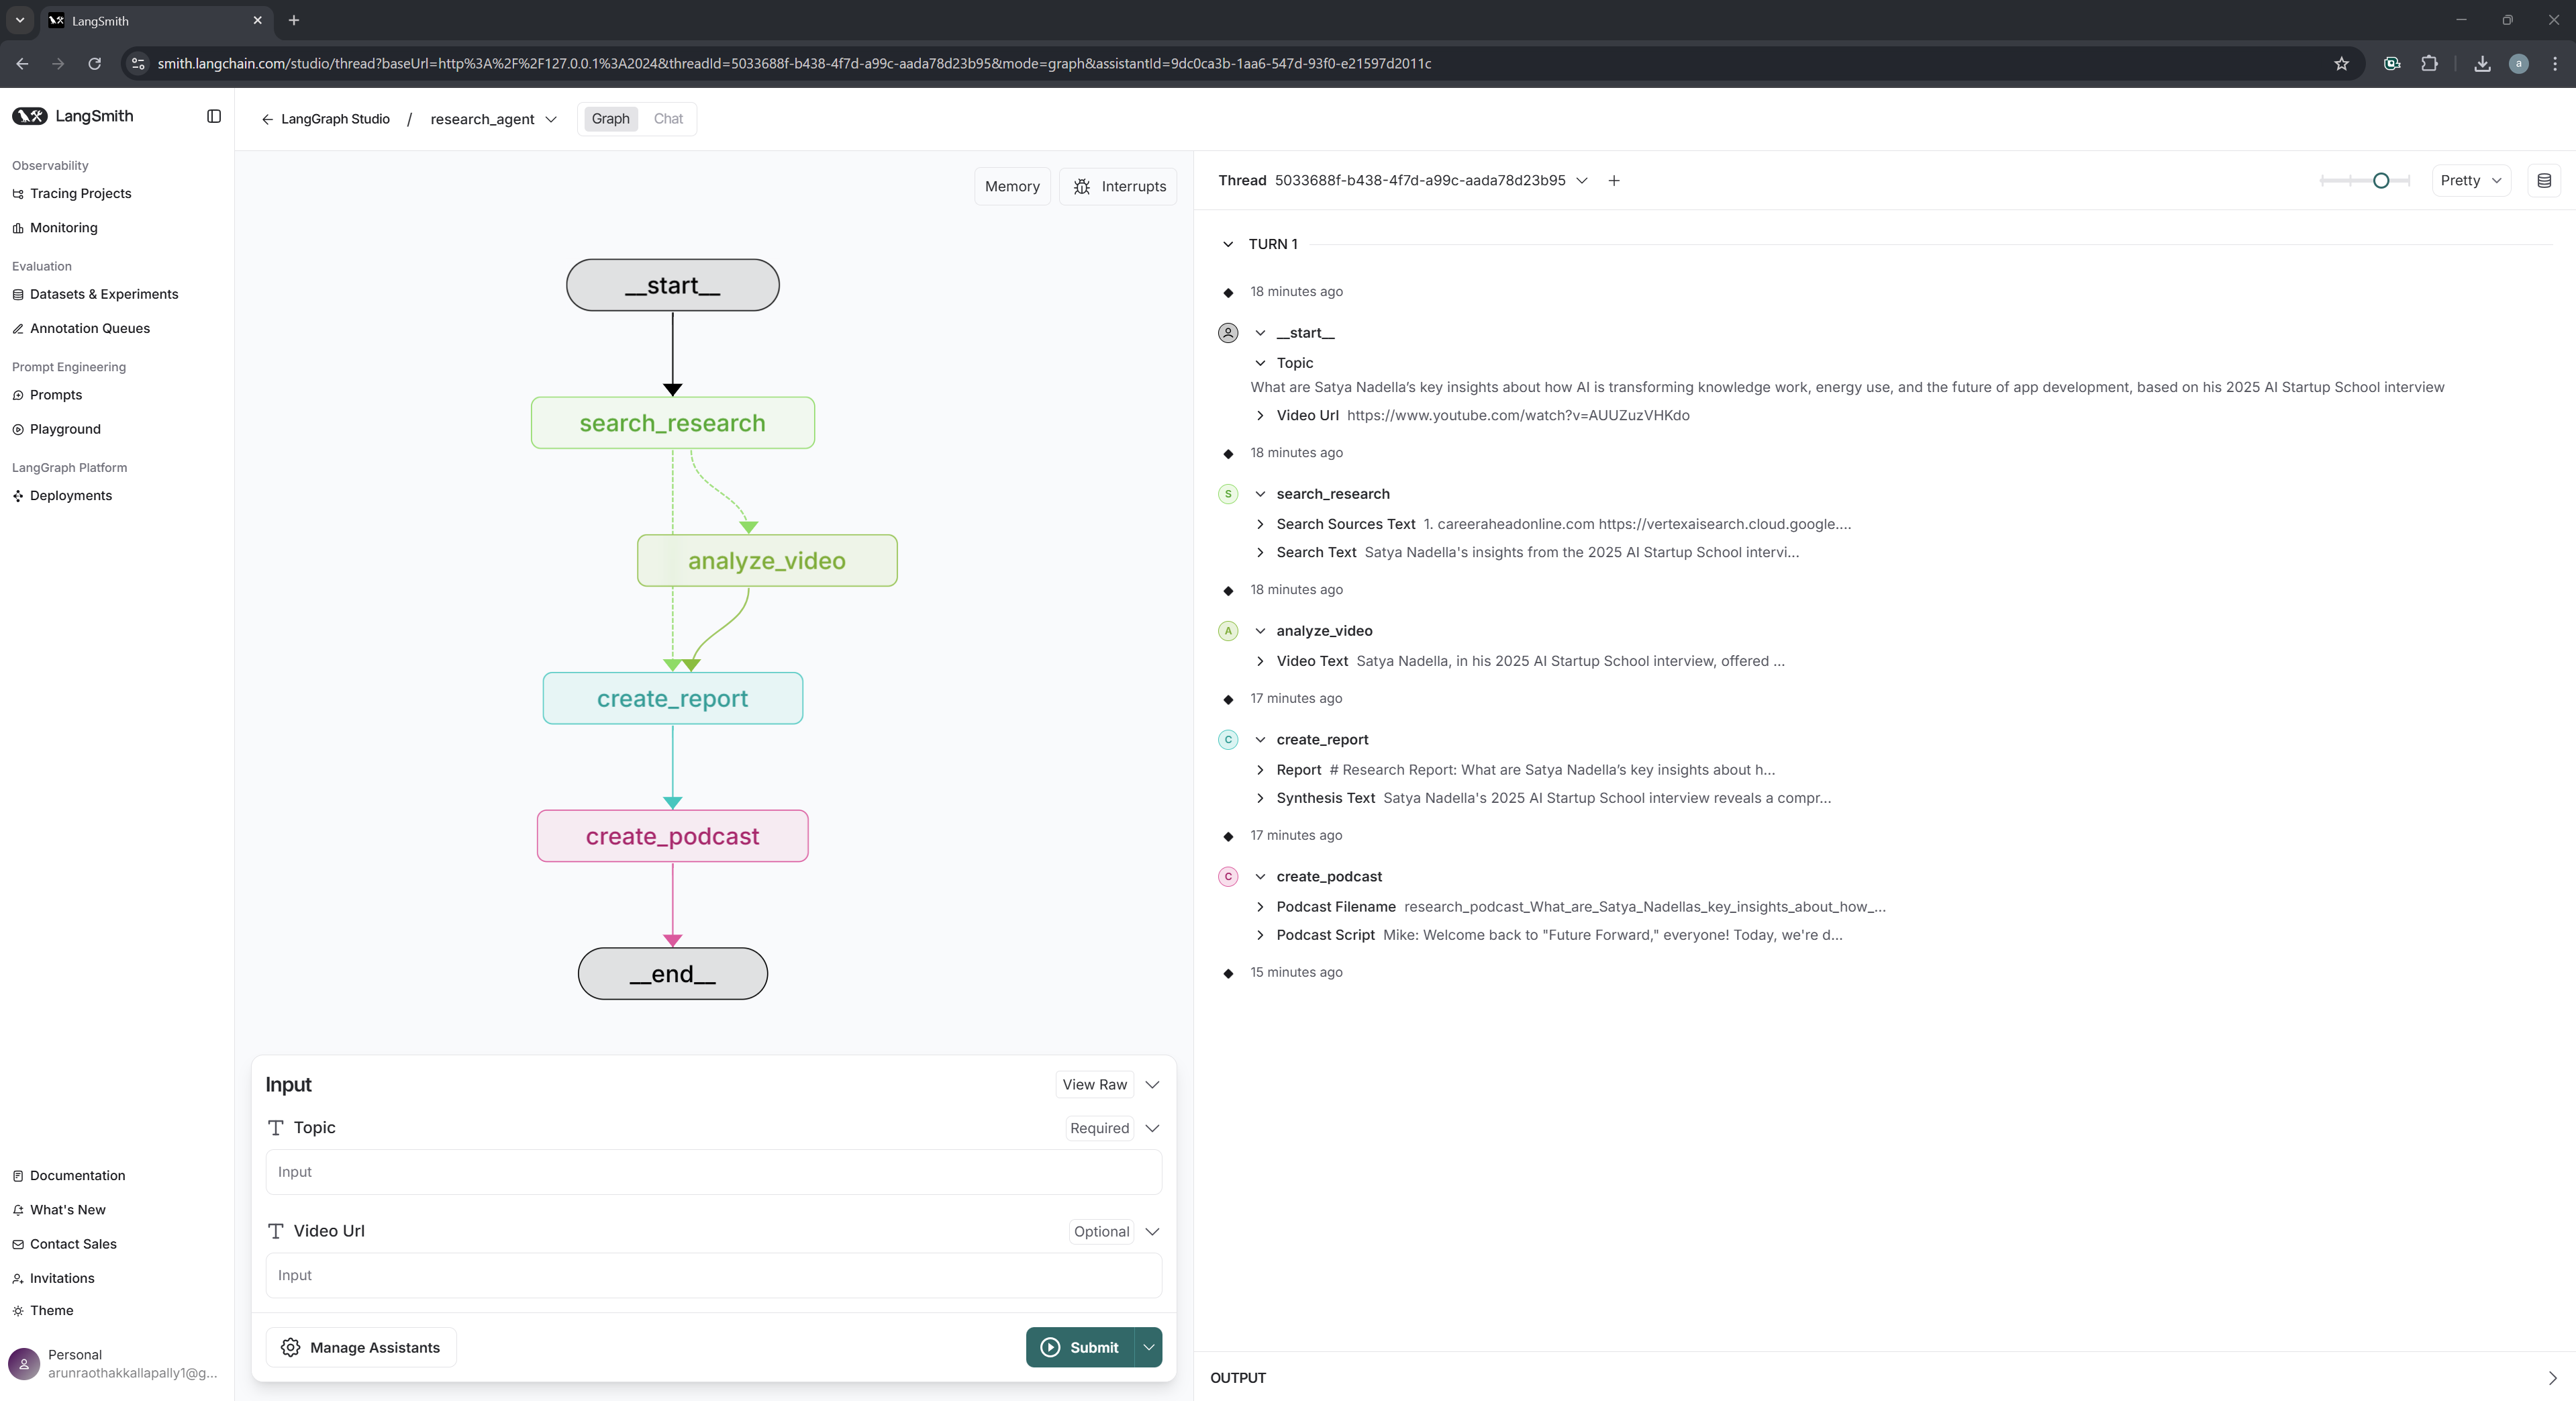 LangSmith
smith.langchain.com/studio/thread?baseUrl=http%3A%2F%2F127.0.0.1%3A2024&threadId=5033688f-b438-4f7d-a99c-aada78d23b95&mode=graph&assistantId=9dc0ca3b-1aa6-547d-93f0-e21597d2011c
a
LangSmith
Observability
Tracing Projects
Monitoring
Evaluation
Datasets & Experiments
Annotation Queues
Prompt Engineering
Prompts
Playground
LangGraph Platform
Deployments
Documentation
What's New
Contact Sales
Invitations
Theme
Personal
arunraothakkallapally1@g...
LangGraph Studio / research_agent
Graph Chat
Memory Interrupts
__start__
search_research
analyze_video
create_report
create_podcast
__end__
Input View Raw
Topic Required
Input
Video Url Optional
Input
Manage Assistants Submit
Thread 5033688f-b438-4f7d-a99c-aada78d23b95 Pretty
TURN 1
18 minutes ago
__start__
Topic
What are Satya Nadella’s key insights about how AI is transforming knowledge work, energy use, and the future of app development, based on his 2025 AI Startup School interview
Video Url https://www.youtube.com/watch?v=AUUZuzVHKdo
18 minutes ago
S search_research
Search Sources Text 1. careeraheadonline.com https://vertexaisearch.cloud.google....
Search Text Satya Nadella's insights from the 2025 AI Startup School intervi...
18 minutes ago
A analyze_video
Video Text Satya Nadella, in his 2025 AI Startup School interview, offered ...
17 minutes ago
C create_report
Report # Research Report: What are Satya Nadella’s key insights about h...
Synthesis Text Satya Nadella's 2025 AI Startup School interview reveals a compr...
17 minutes ago
C create_podcast
Podcast Filename research_podcast_What_are_Satya_Nadellas_key_insights_about_how_...
Podcast Script Mike: Welcome back to "Future Forward," everyone! Today, we're d...
15 minutes ago
OUTPUT